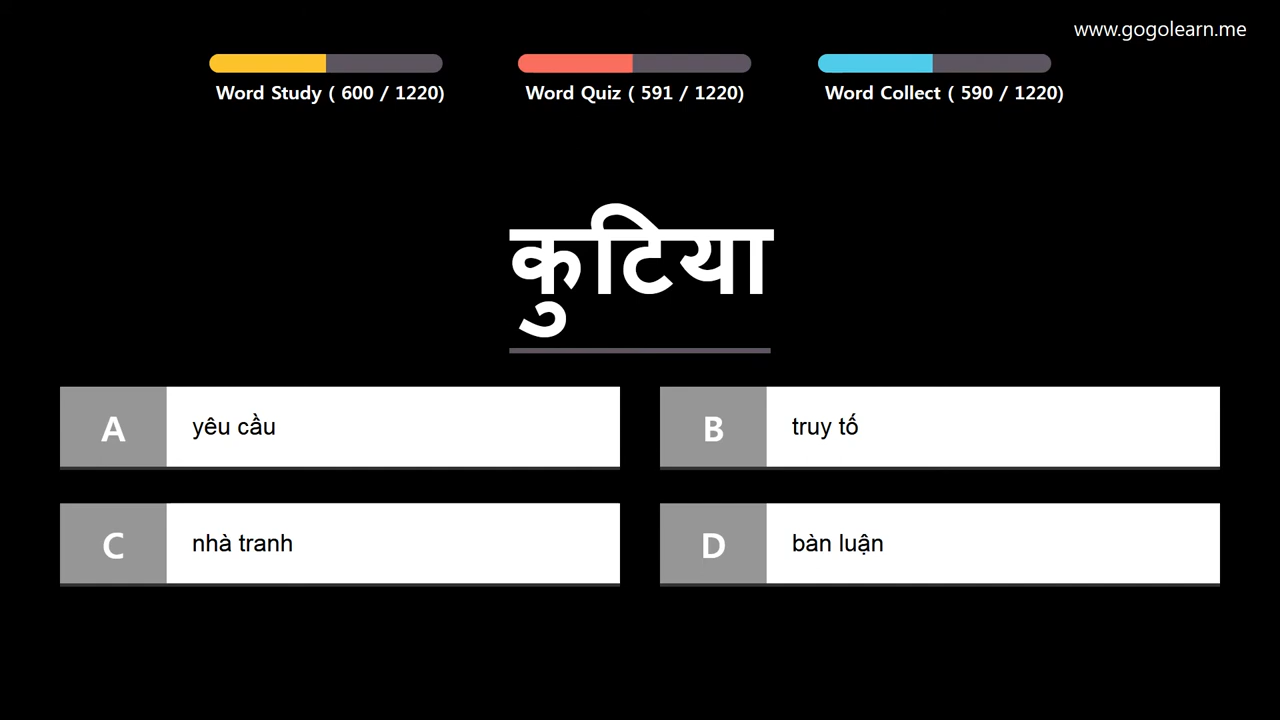 www.gogolearn.me
Word Study ( 600 / 1220)
Word Quiz ( 591 / 1220)
Word Collect ( 590 / 1220)
कुटिया
A yêu cầu
B truy tố
C nhà tranh
D bàn luận